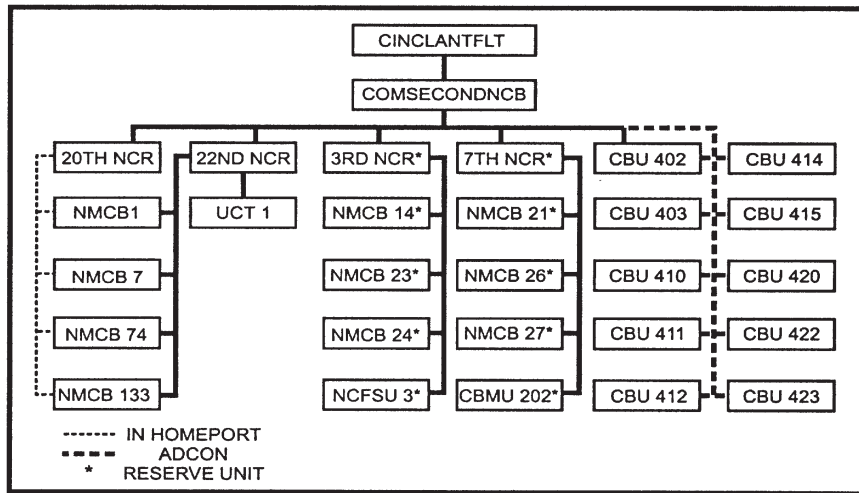 CINCLANTFLT
COMSECONDNCB
20TH NCR 22ND NCR 3RD NCR* 7TH NCR* CBU 402 CBU 414
NMCB1 UCT 1 NMCB 14* NMCB 21* CBU 403 CBU 415
NMCB 7 NMCB 23* NMCB 26* CBU 410 CBU 420
NMCB 74 NMCB 24* NMCB 27* CBU 411 CBU 422
NMCB 133 NCFSU 3* CBMU 202* CBU 412 CBU 423
IN HOMEPORT
ADCON
* RESERVE UNIT